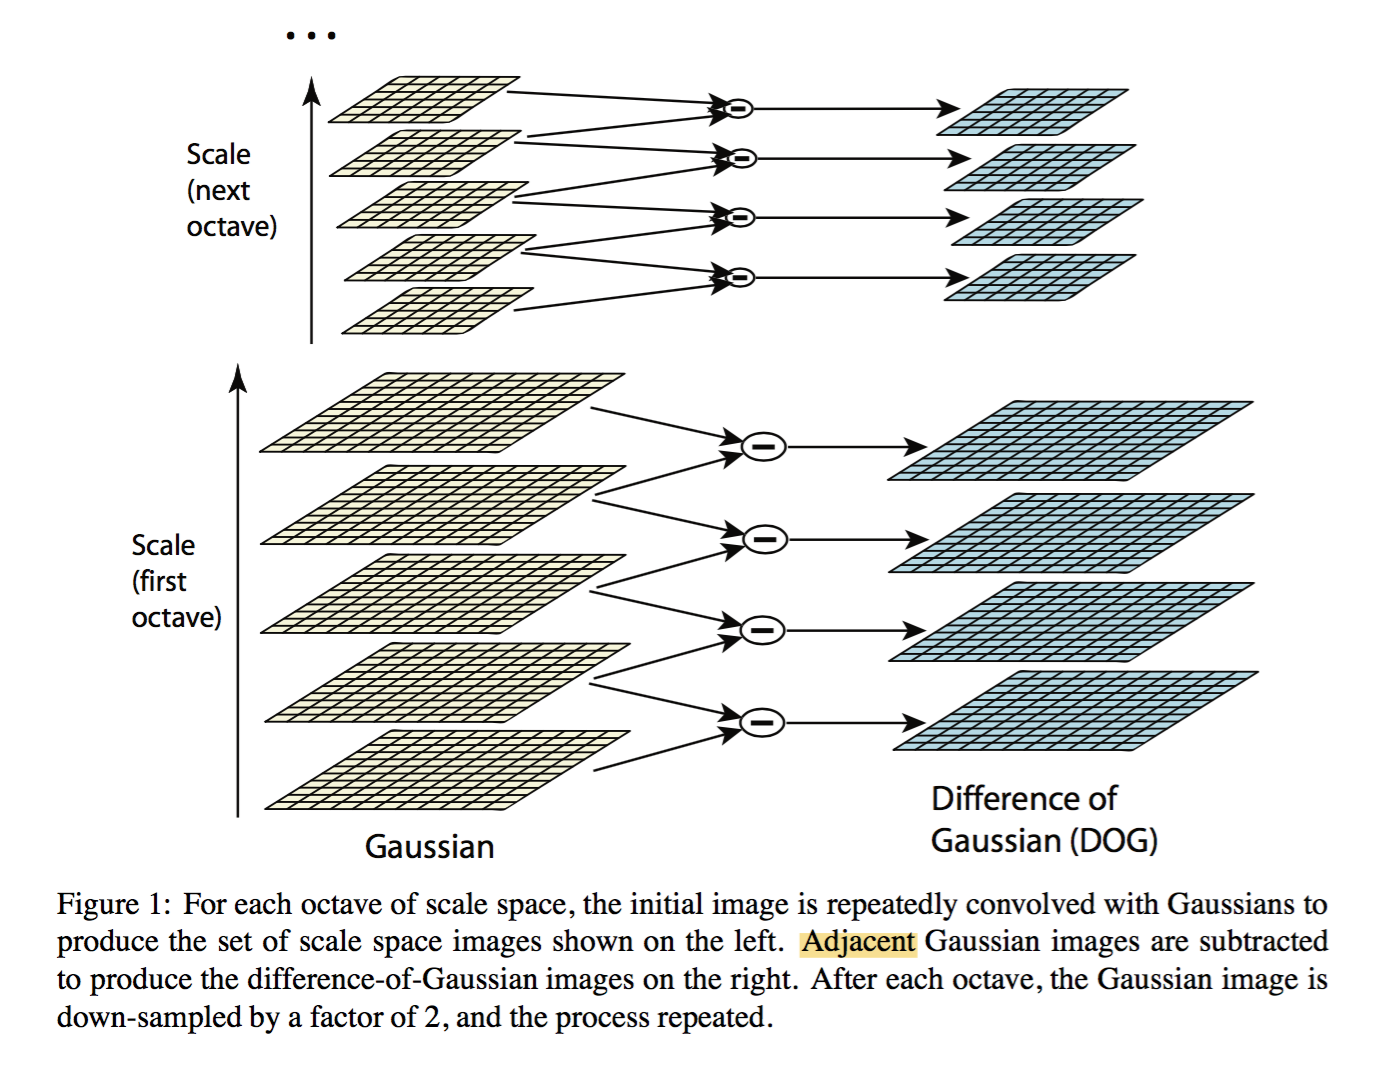 ...
Scale
(next
octave)
Scale
(first
octave)
Gaussian
Difference of
Gaussian (DOG)
Figure 1: For each octave of scale space, the initial image is repeatedly convolved with Gaussians to
produce the set of scale space images shown on the left. Adjacent Gaussian images are subtracted
to produce the difference-of-Gaussian images on the right. After each octave, the Gaussian image is
down-sampled by a factor of 2, and the process repeated.